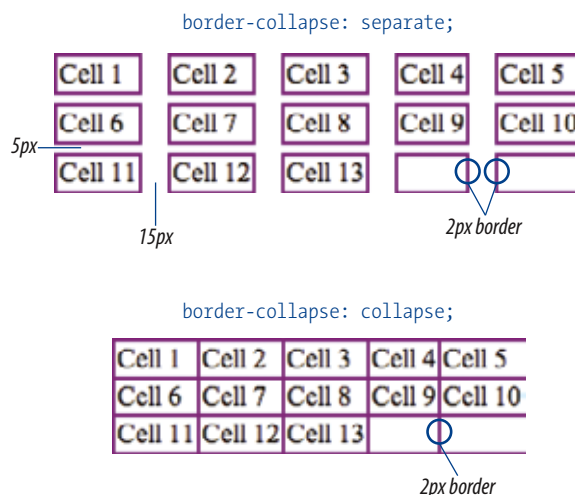 border-collapse: separate;
Cell 1 Cell 2 Cell 3 Cell 4 Cell 5
Cell 6 Cell 7 Cell 8 Cell 9 Cell 10
5px
Cell 11 Cell 12 Cell 13
15px
2px border
border-collapse: collapse;
Cell 1 Cell 2 Cell 3 Cell 4 Cell 5
Cell 6 Cell 7 Cell 8 Cell 9 Cell 10
Cell 11 Cell 12 Cell 13
2px border